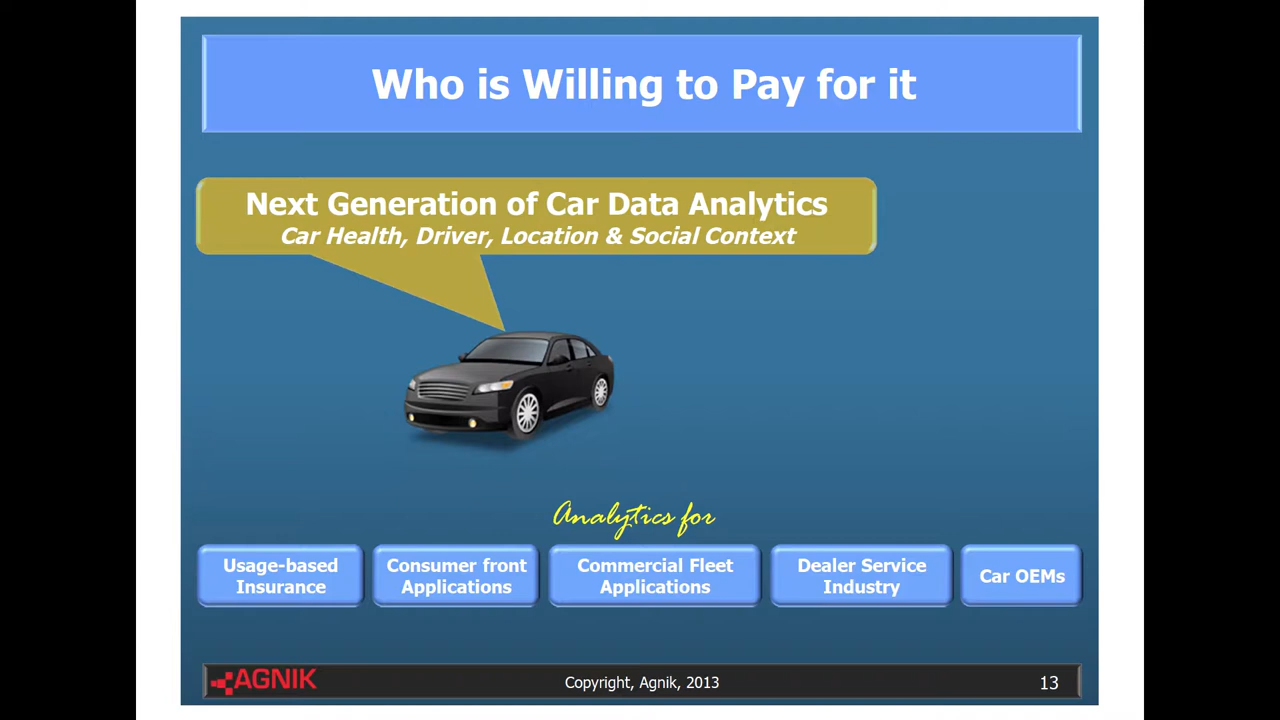 Who is Willing to Pay for it
Next Generation of Car Data Analytics
Car Health, Driver, Location & Social Context
Analytics for
Usage-based
Insurance
Consumer front
Applications
Commercial Fleet
Applications
Dealer Service
Industry
Car OEMs
AGNIK
Copyright, Agnik, 2013
13